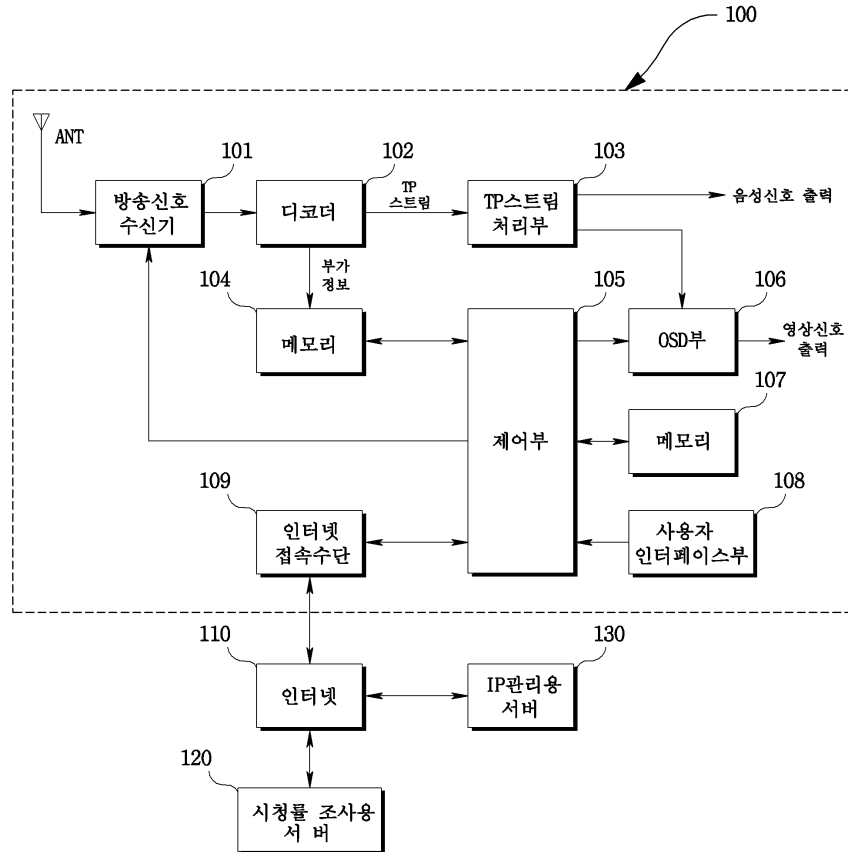 100
ANT
101
방송신호
수신기
102
디코더
TP
스트림
103
TP스트림
처리부
음성신호 출력
부가
정보
104
메모리
105
제어부
106
OSD부
영상신호
출력
107
메모리
108
사용자
인터페이스부
109
인터넷
접속수단
110
인터넷
130
IP관리용
서버
120
시청률 조사용
서 버